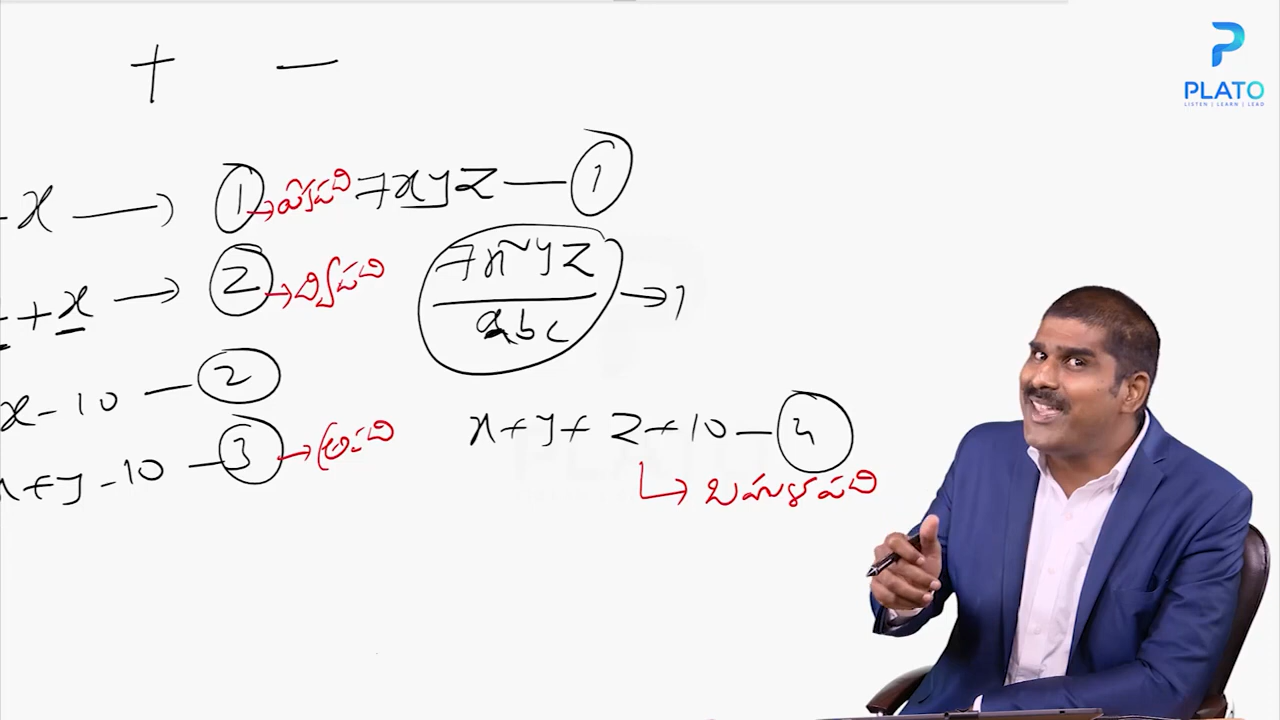 + −
P
PLATO
LISTEN | LEARN | LEAD
- x → 1 → ఏకపది 7xyz — 1
+ x → 2 → ద్విపది
7x²yz / abc → 1
x - 10 — 2
x + y - 10 — 3 → త్రిపది
x + y + z + 10 — 4
→ బహుళపది